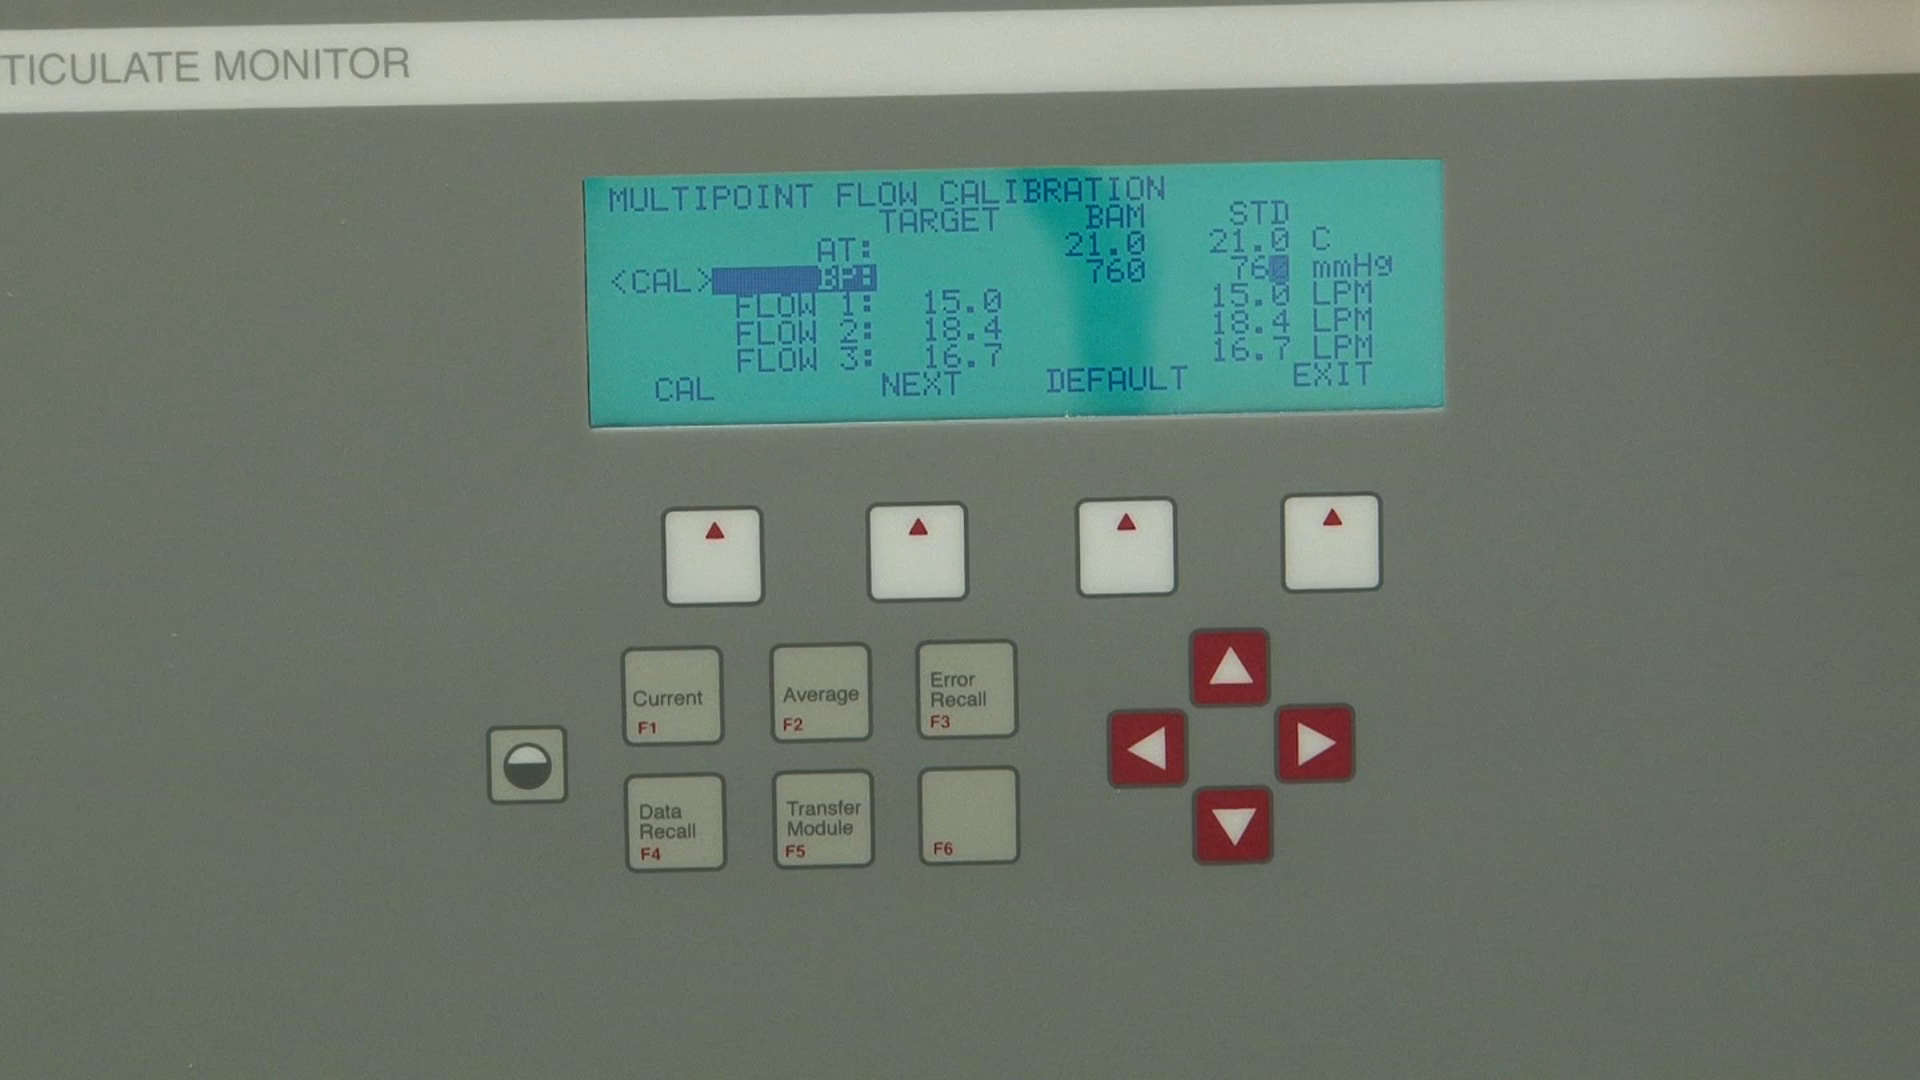 TICULATE MONITOR
MULTIPOINT FLOW CALIBRATION
TARGET BAM STD
AT: 21.0 21.0 C
<CAL> BP: 760 760 mmHg
FLOW 1: 15.0 15.0 LPM
FLOW 2: 18.4 18.4 LPM
FLOW 3: 16.7 16.7 LPM
CAL NEXT DEFAULT EXIT
Current
F1
Average
F2
Error
Recall
F3
Data
Recall
F4
Transfer
Module
F5
F6